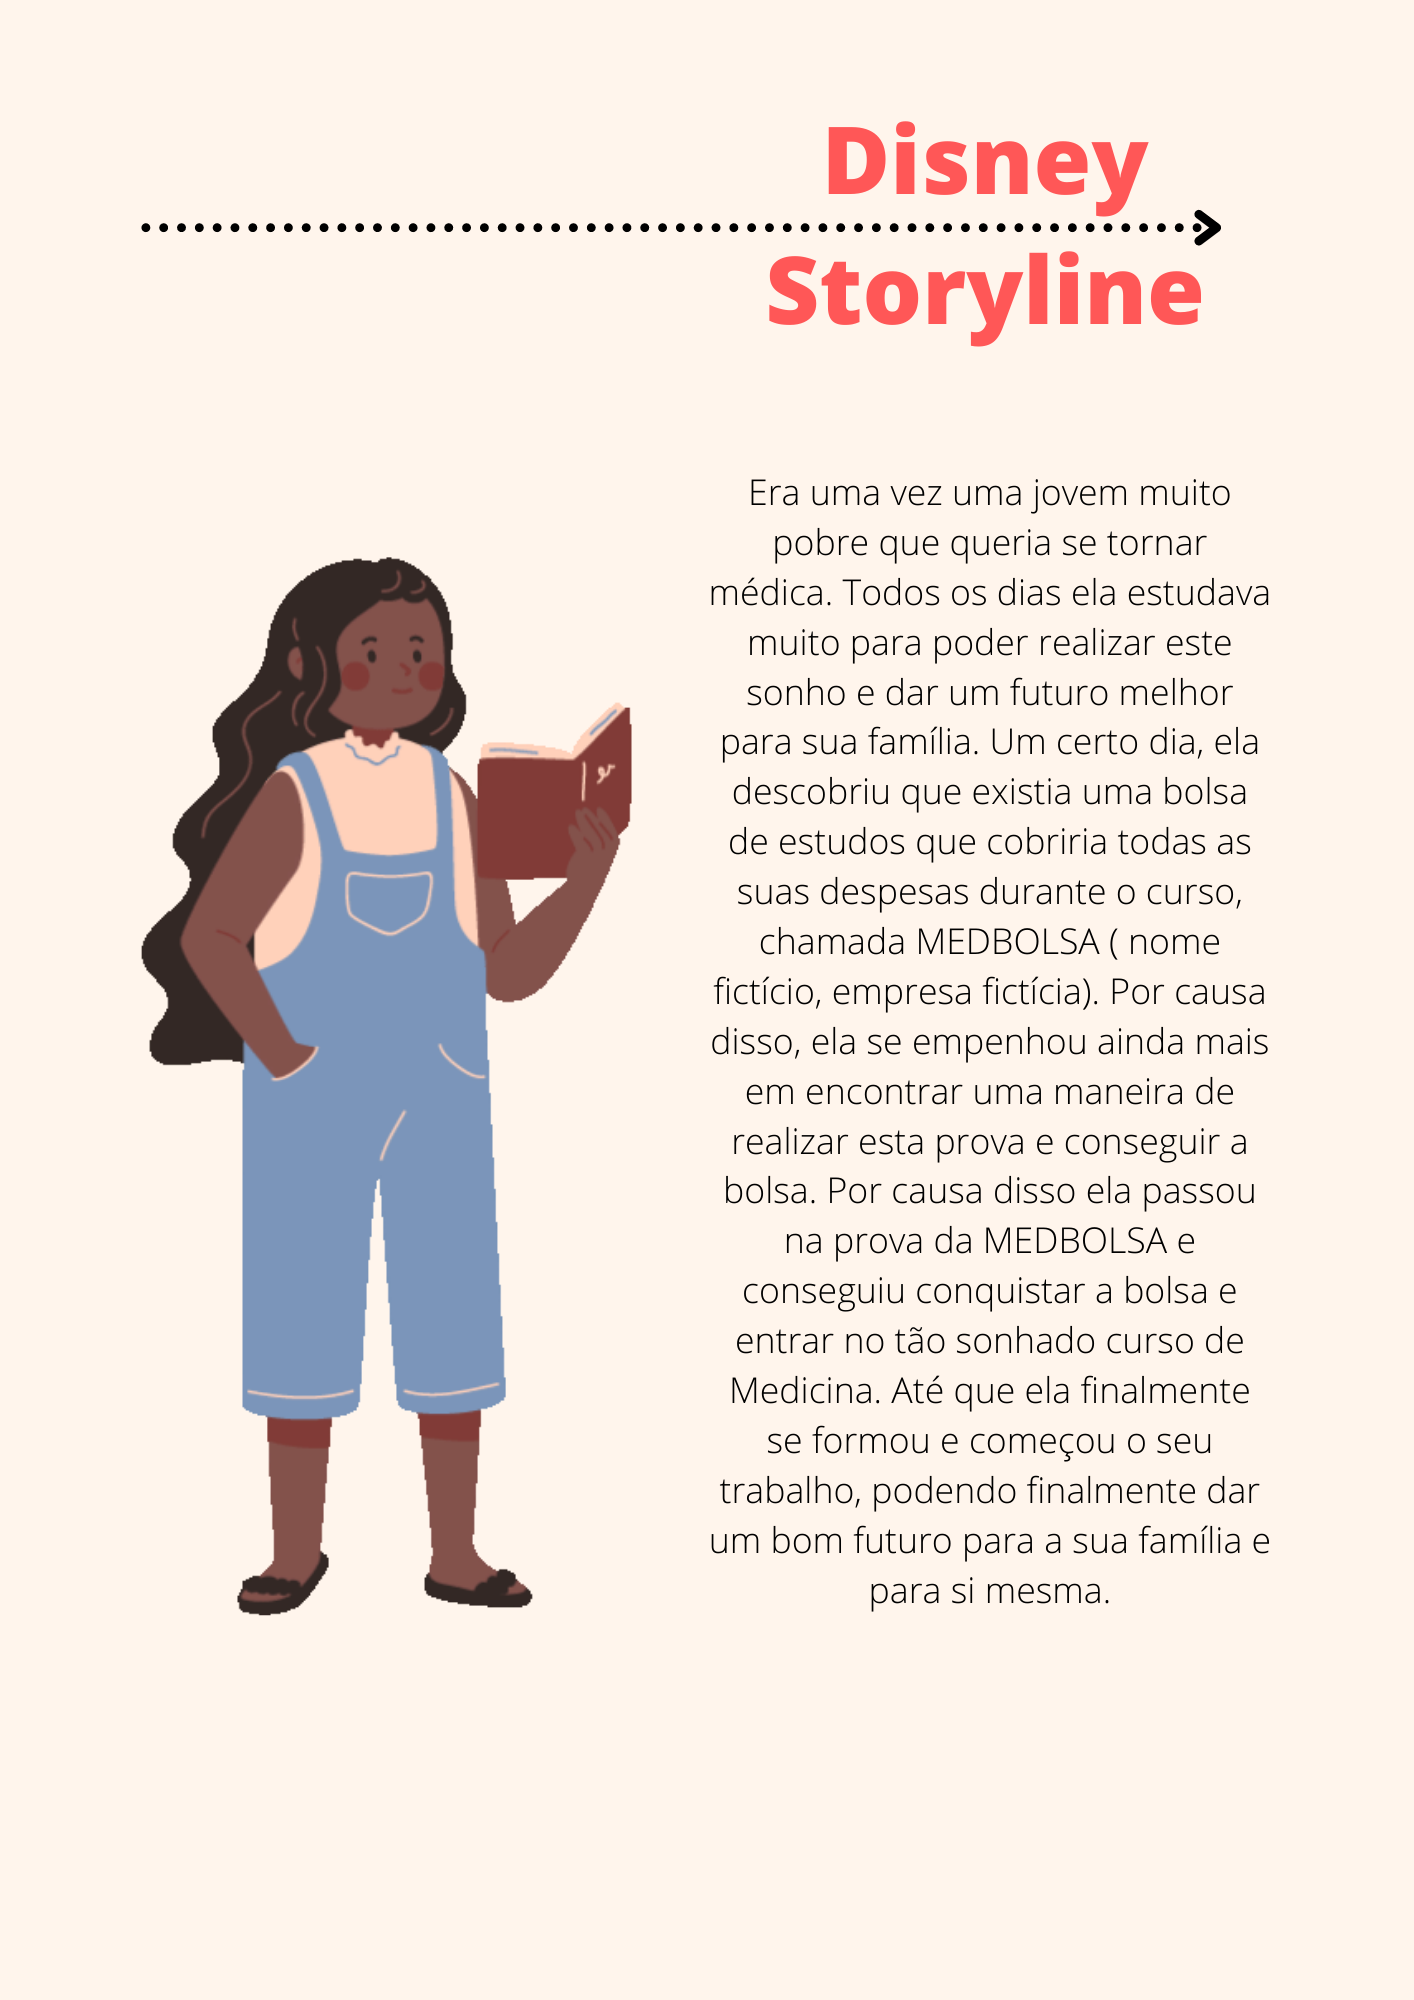 Disney
Storyline
Era uma vez uma jovem muito
pobre que queria se tornar
médica. Todos os dias ela estudava
muito para poder realizar este
sonho e dar um futuro melhor
para sua família. Um certo dia, ela
descobriu que existia uma bolsa
de estudos que cobriria todas as
suas despesas durante o curso,
chamada MEDBOLSA ( nome
fictício, empresa fictícia). Por causa
disso, ela se empenhou ainda mais
em encontrar uma maneira de
realizar esta prova e conseguir a
bolsa. Por causa disso ela passou
na prova da MEDBOLSA e
conseguiu conquistar a bolsa e
entrar no tão sonhado curso de
Medicina. Até que ela finalmente
se formou e começou o seu
trabalho, podendo finalmente dar
um bom futuro para a sua família e
para si mesma.